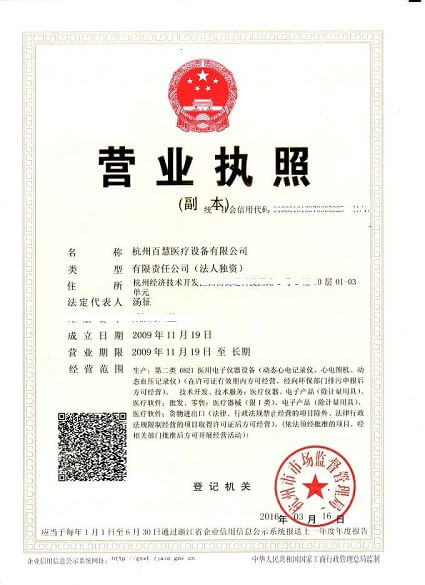 营业执照
(副 本)
统一社会信用代码
名 称 杭州百慧医疗设备有限公司
类 型 有限责任公司（法人独资）
住 所 杭州经济技术开发区 10层01-03
单元
法定代表人 汤征
成立日期 2009年11月19日
营业期限 2009年11月19日至 长期
经营范围 生产：第二类 6821 医用电子仪器设备（动态心电记录仪、心电图机、动
态血压记录仪）（在许可证有效期内方可经营，经向环保部门排污申报后
方可经营）。 技术开发、技术服务：医疗仪器、电子产品（除计量用具）、
医疗软件；批发、零售：医疗器械（限Ⅰ类）、电子产品（除计量用具）、
医疗软件；货物进出口（法律、行政法规禁止经营的项目除外、法律行政
法规限制经营的项目取得许可证后方可经营）。（依法须经批准的项目，经
相关部门批准后方可开展经营活动））
登记机关
杭州市市场监督管理局
2016年03月16日
应当于每年1月1日至6月30日通过浙江省企业信用信息公示系统报送上一年度年度报告
企业信用信息公示系统网址：http://gsxt.zjaic.gov.cn
中华人民共和国国家工商行政管理总局监制